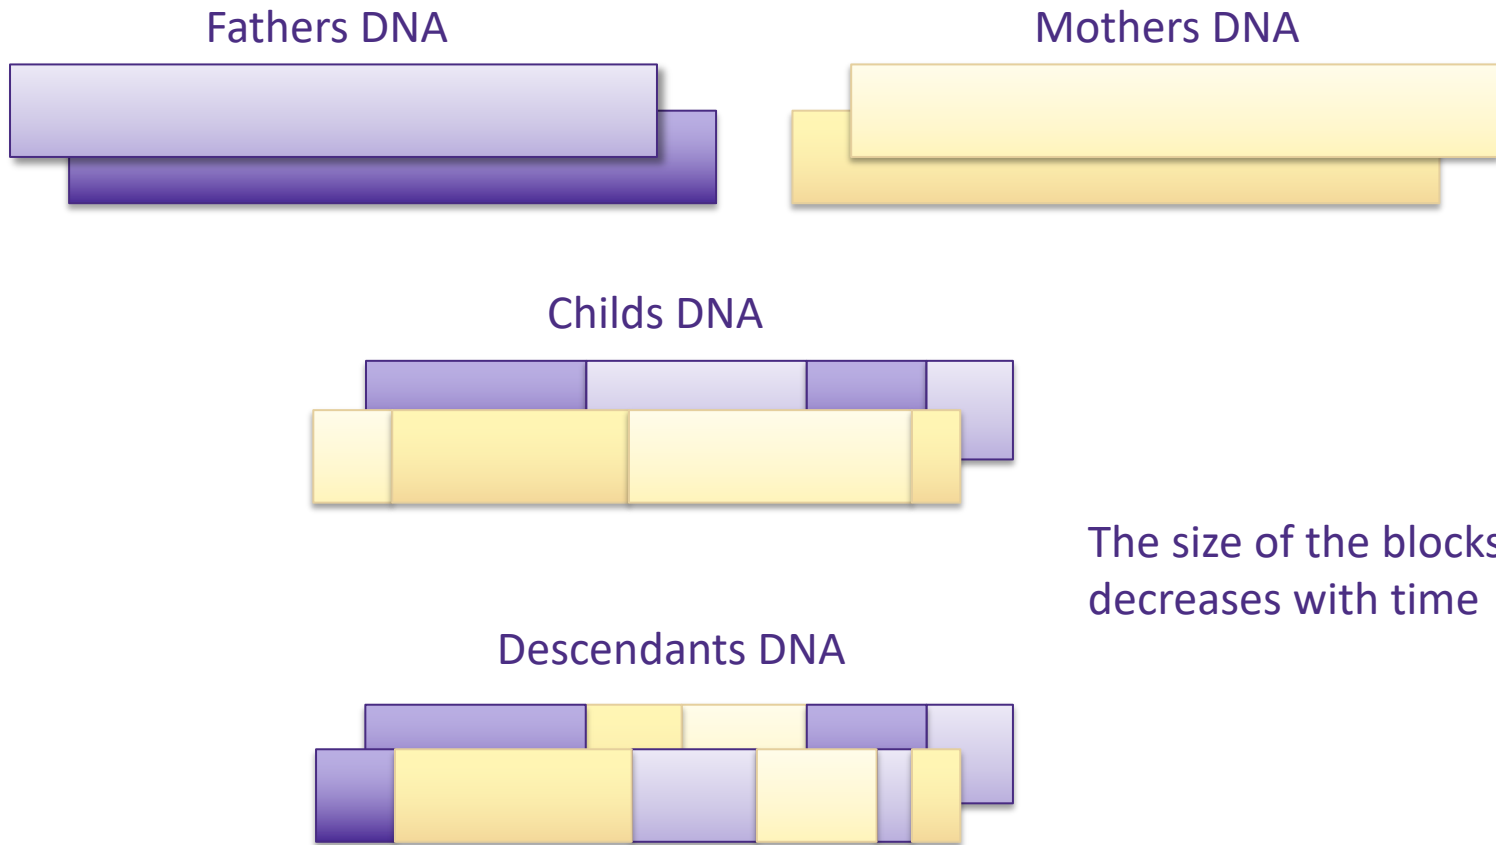 Fathers DNA
Mothers DNA
Childs DNA
The size of the blocks
decreases with time
Descendants DNA